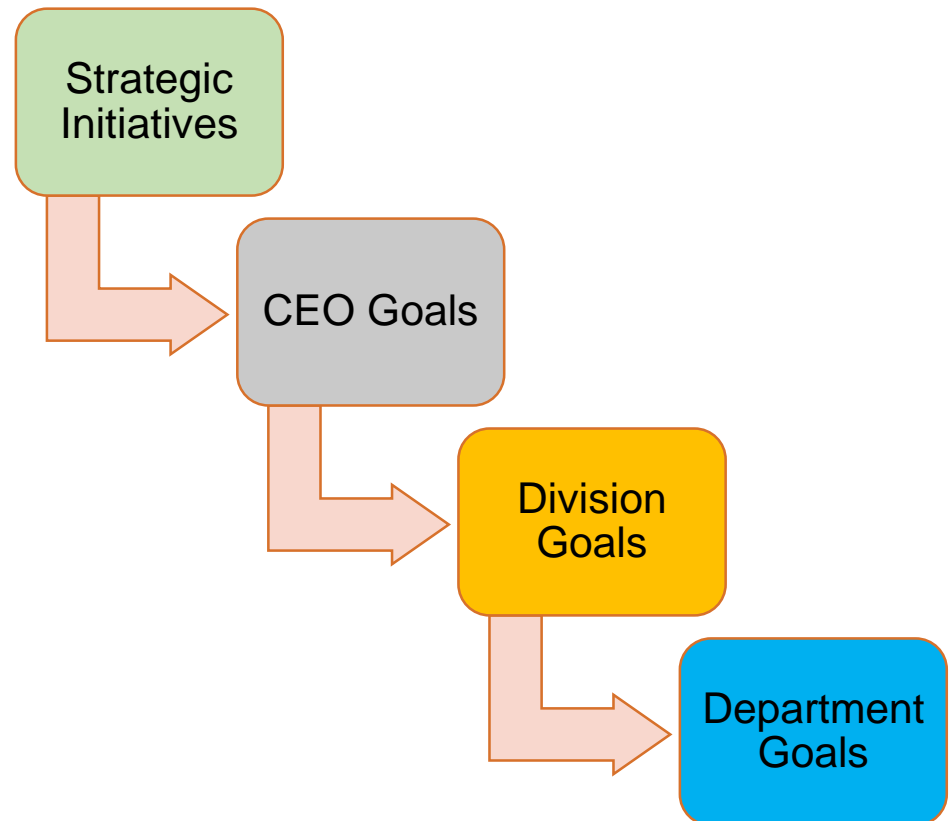 Strategic
Initiatives
CEO Goals
Division
Goals
Department
Goals